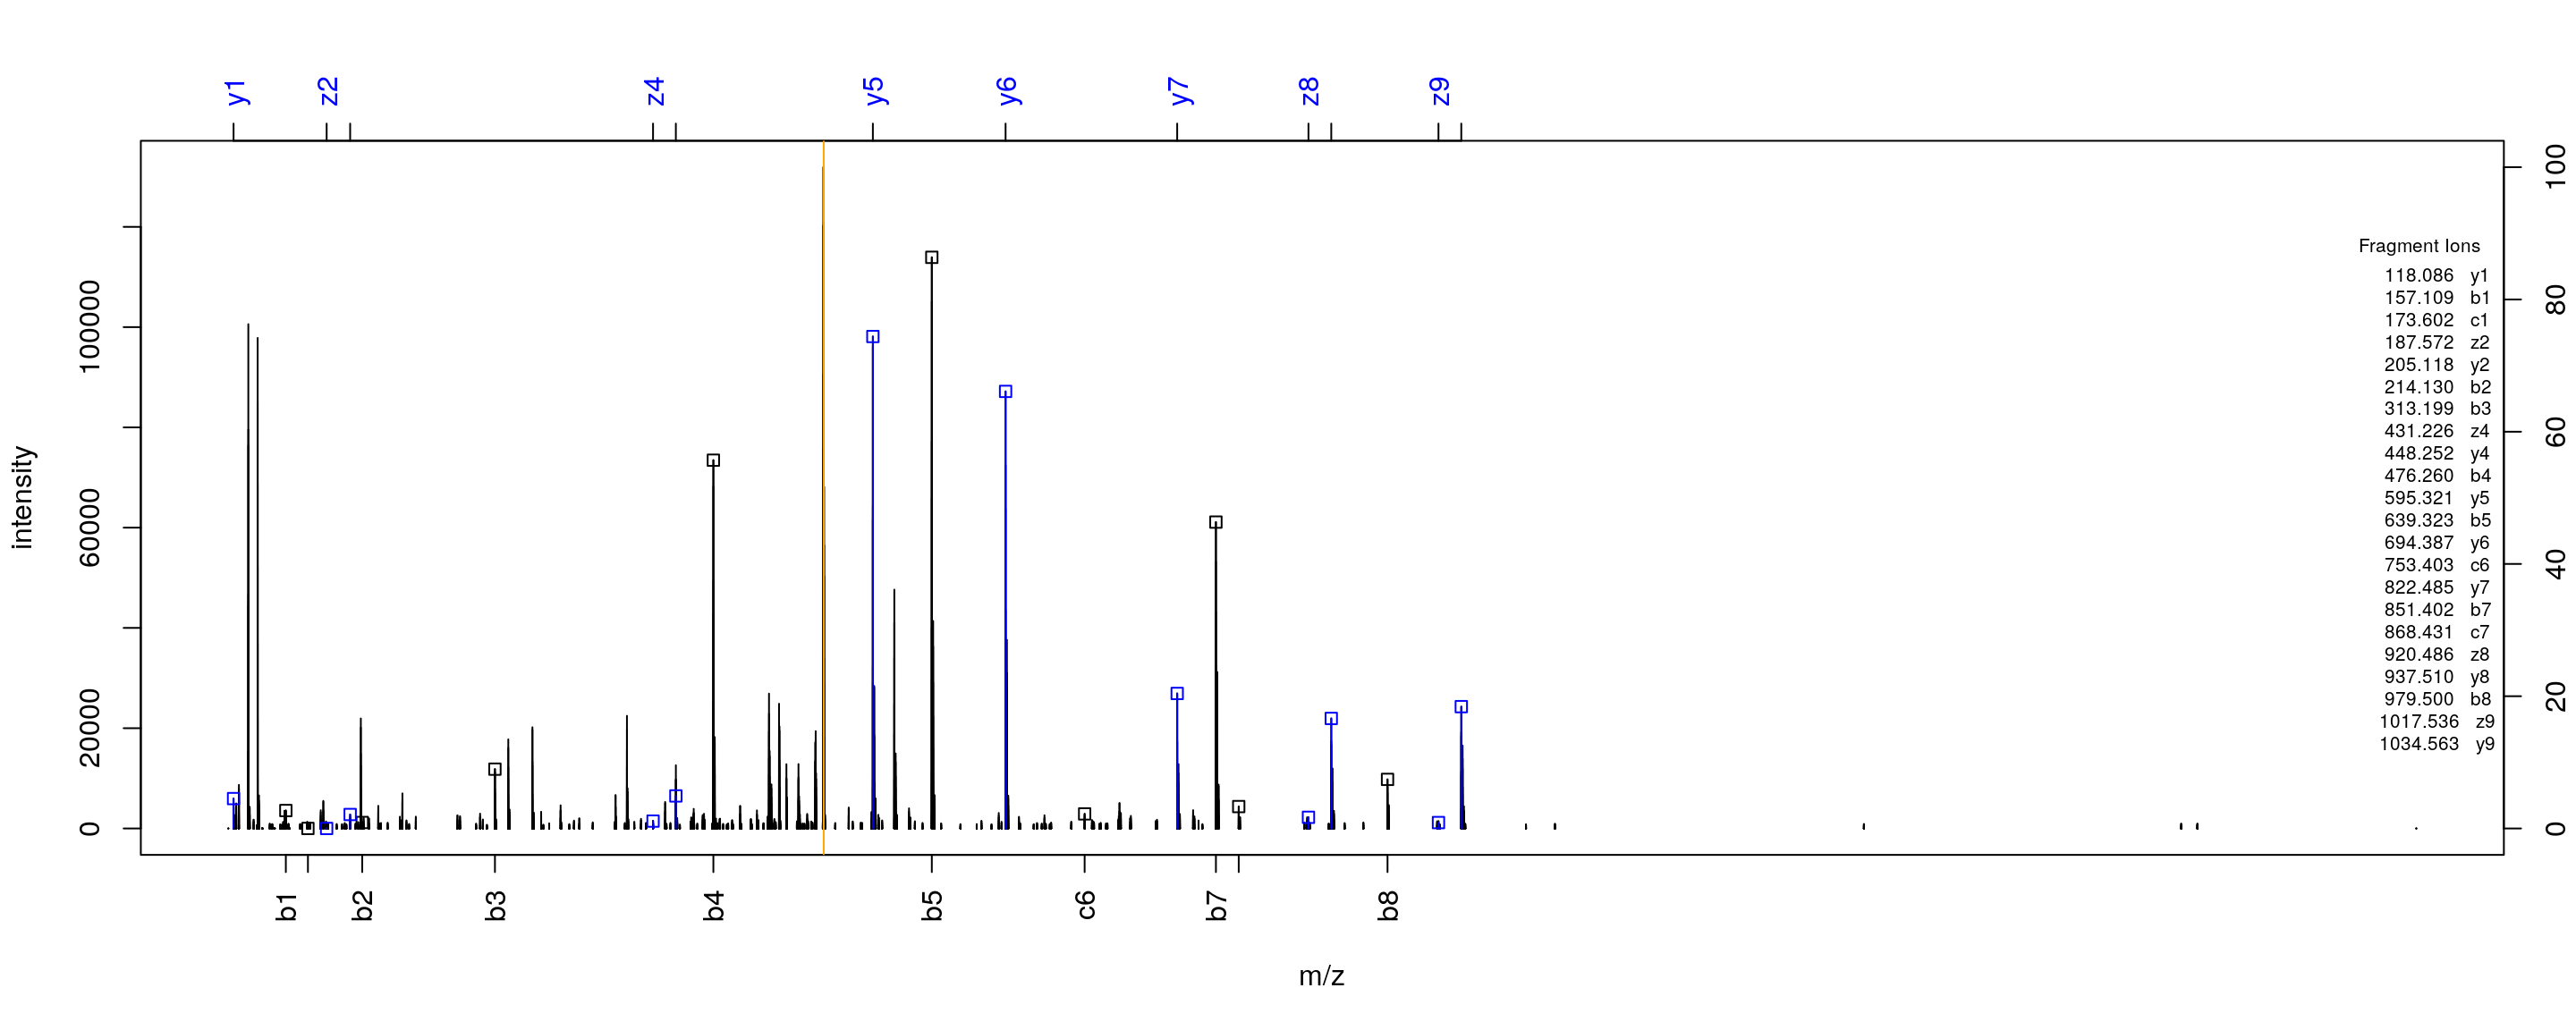 y1 z2 z4 y5 y6 y7 z8 z9
intensity
0 20000 60000 100000
0 20 40 60 80 100
Fragment Ions
118.086 y1
157.109 b1
173.602 c1
187.572 z2
205.118 y2
214.130 b2
313.199 b3
431.226 z4
448.252 y4
476.260 b4
595.321 y5
639.323 b5
694.387 y6
753.403 c6
822.485 y7
851.402 b7
868.431 c7
920.486 z8
937.510 y8
979.500 b8
1017.536 z9
1034.563 y9
b1 b2 b3 b4 b5 c6 b7 b8
m/z